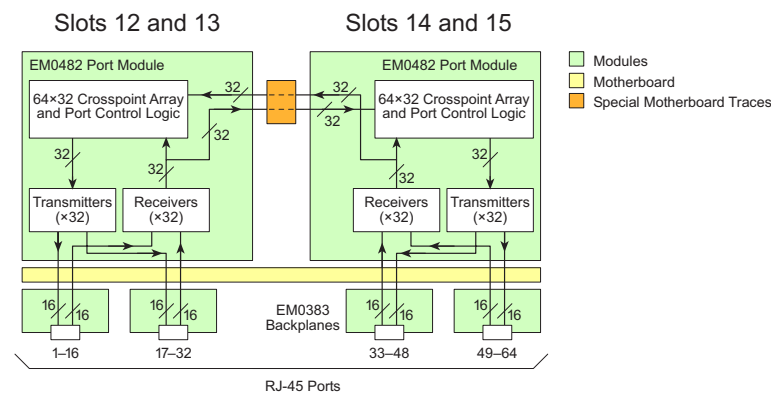 Slots 12 and 13
Slots 14 and 15
EM0482 Port Module
64×32 Crosspoint Array
and Port Control Logic
32
32
32
32
Transmitters
(×32)
Receivers
(×32)
EM0482 Port Module
64×32 Crosspoint Array
and Port Control Logic
32
32
32
32
Receivers
(×32)
Transmitters
(×32)
Modules
Motherboard
Special Motherboard Traces
16
16
16
16
EM0383
Backplanes
16
16
16
16
1–16
17–32
33–48
49–64
RJ-45 Ports